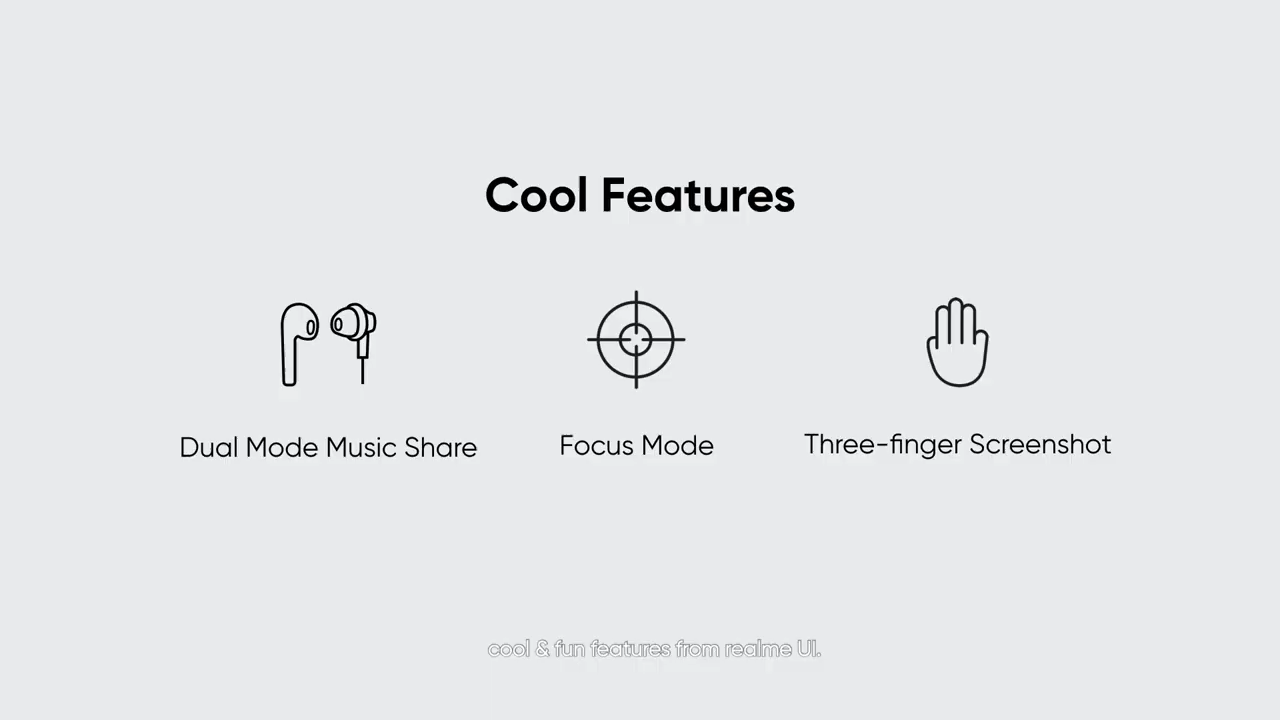 Cool Features
Dual Mode Music Share
Focus Mode
Three-finger Screenshot
cool & fun features from realme UI.